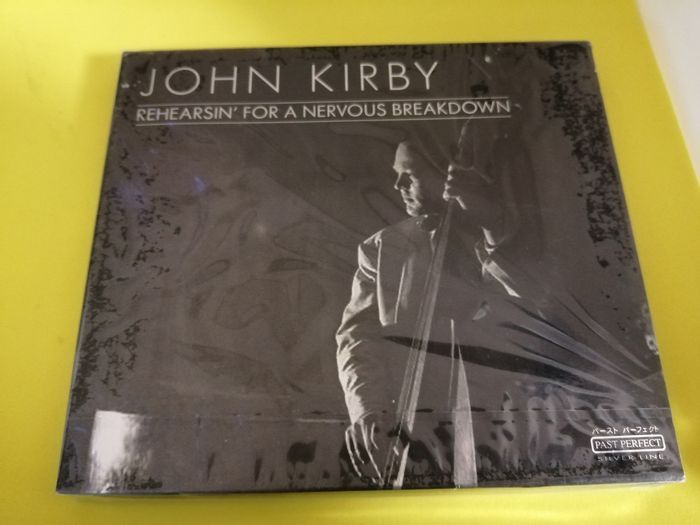 JOHN KIRBY
REHEARSIN' FOR A NERVOUS BREAKDOWN
パースト パーフェクト
PAST PERFECT
SILVER LINE